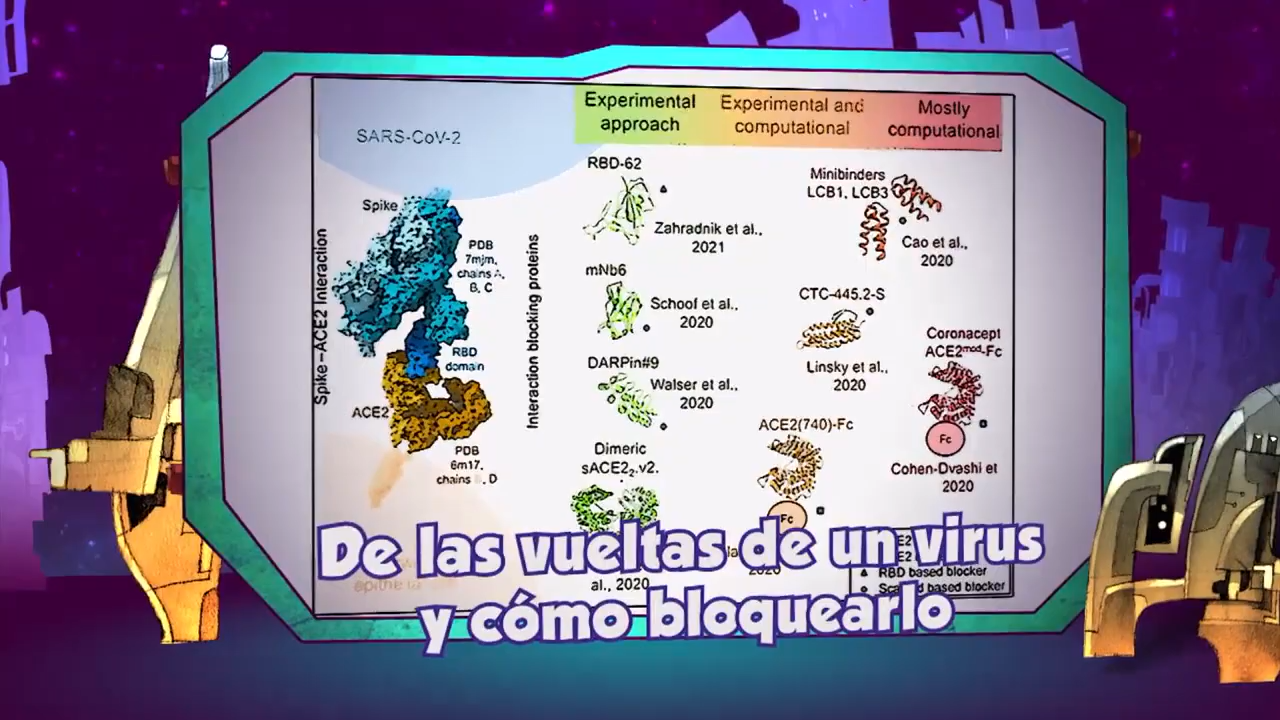 Experimental
approach
Experimental and
computational
Mostly
computational
SARS-CoV-2
Spike–ACE2 Interaction
Spike
PDB
7mjm,
chains A,
B, C
RBD
domain
ACE2
PDB
6m17,
chains B, D
Interaction blocking proteins
RBD-62
Zahradnik et al.,
2021
mNb6
Schoof et al.,
2020
DARPin#9
Walser et al.,
2020
Dimeric
sACE2₂.v2.
al., 2020
Minibinders
LCB1, LCB3
Cao et al.,
2020
CTC-445.2-S
Linsky et al.,
2020
ACE2(740)-Fc
Fc
2020
Coronacept
ACE2mod-Fc
Fc
Cohen-Dvashi et
2020
RBD based blocker
based blocker
De las vueltas de un virus
y cómo bloquearlo